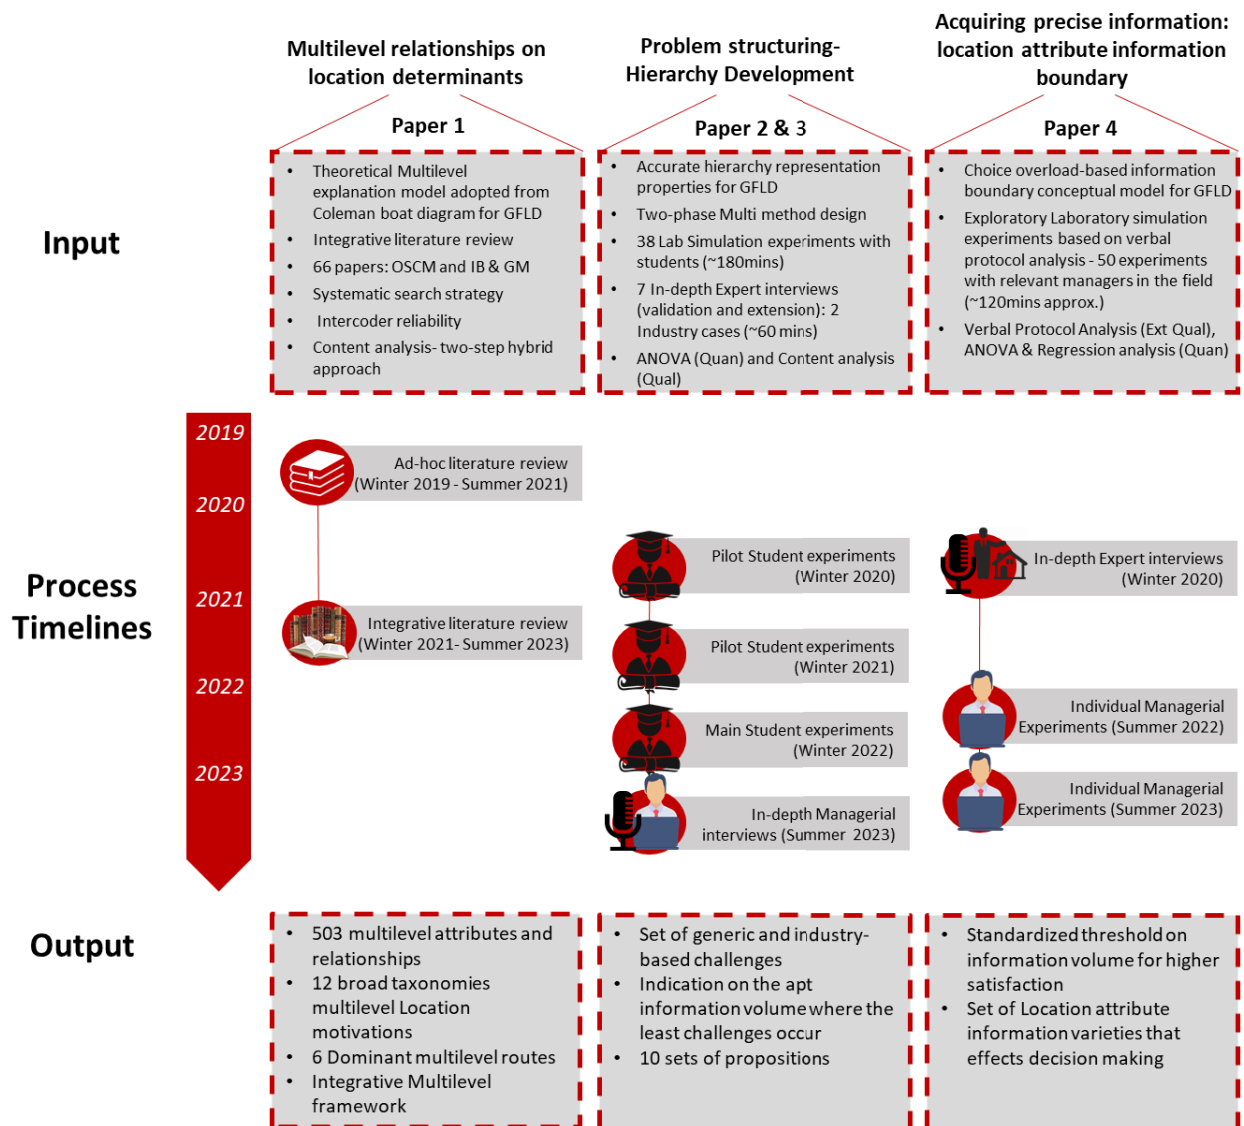 Multilevel relationships on
location determinants
Problem structuring-
Hierarchy Development
Acquiring precise information:
location attribute information
boundary
Paper 1
Paper 2 & 3
Paper 4
Input
• Theoretical Multilevel
explanation model adopted from
Coleman boat diagram for GFLD
• Integrative literature review
• 66 papers: OSCM and IB & GM
• Systematic search strategy
• Intercoder reliability
• Content analysis- two-step hybrid
approach
• Accurate hierarchy representation
properties for GFLD
• Two-phase Multi method design
• 38 Lab Simulation experiments with
students (~180mins)
• 7 In-depth Expert interviews
(validation and extension): 2
Industry cases (~60 mins)
• ANOVA (Quan) and Content analysis
(Qual)
• Choice overload-based information
boundary conceptual model for GFLD
• Exploratory Laboratory simulation
experiments based on verbal
protocol analysis - 50 experiments
with relevant managers in the field
(~120mins approx.)
• Verbal Protocol Analysis (Ext Qual),
ANOVA & Regression analysis (Quan)
Process
Timelines
2019
2020
2021
2022
2023
Ad-hoc literature review
(Winter 2019 - Summer 2021)
Integrative literature review
(Winter 2021- Summer 2023)
Pilot Student experiments
(Winter 2020)
Pilot Student experiments
(Winter 2021)
Main Student experiments
(Winter 2022)
In-depth Managerial
interviews (Summer 2023)
In-depth Expert interviews
(Winter 2020)
Individual Managerial
Experiments (Summer 2022)
Individual Managerial
Experiments (Summer 2023)
Output
• 503 multilevel attributes and
relationships
• 12 broad taxonomies
multilevel Location
motivations
• 6 Dominant multilevel routes
• Integrative Multilevel
framework
• Set of generic and industry-
based challenges
• Indication on the apt
information volume where the
least challenges occur
• 10 sets of propositions
• Standardized threshold on
information volume for higher
satisfaction
• Set of Location attribute
information varieties that
effects decision making